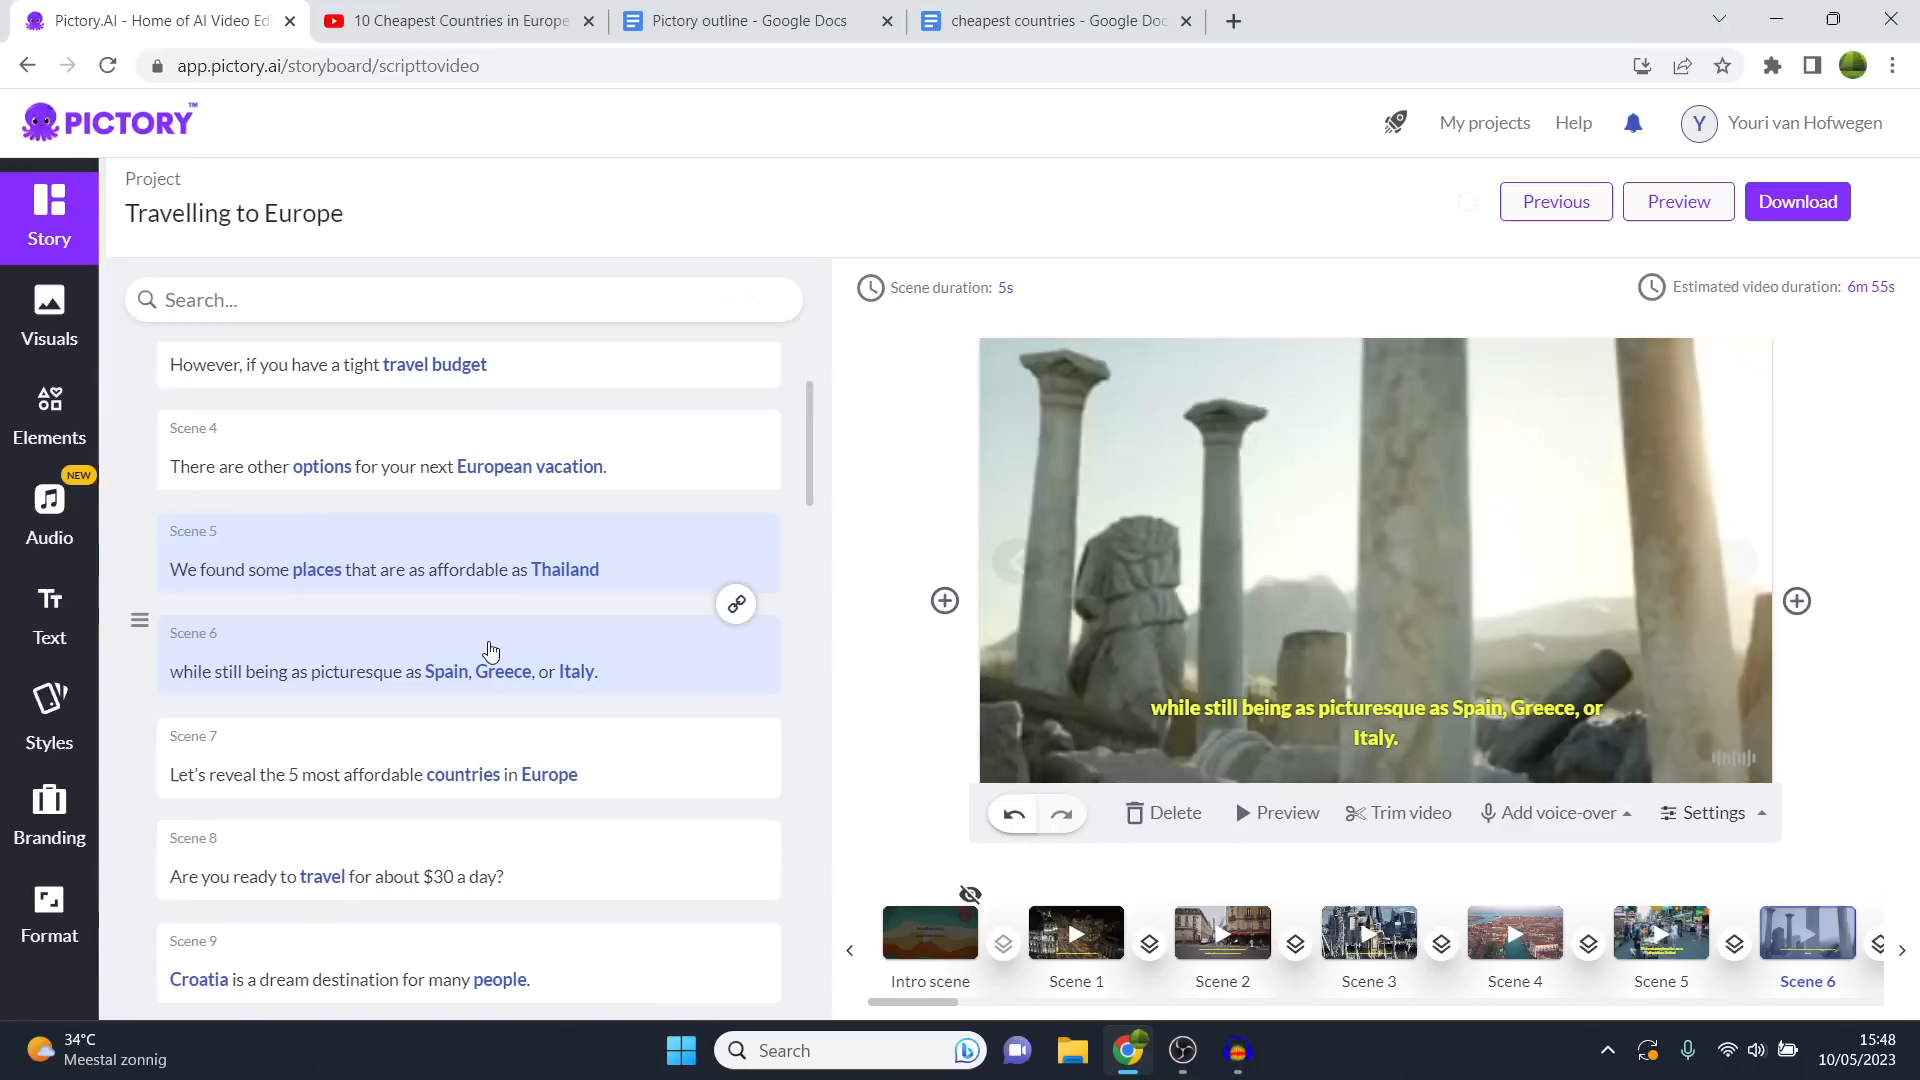 Pictory.AI - Home of AI Video Edi
10 Cheapest Countries in Europe
Pictory outline - Google Docs
cheapest countries - Google Doc
app.pictory.ai/storyboard/scripttovideo
PICTORY™
My projects
Help
Y
Youri van Hofwegen
Story
Visuals
Elements
NEW
Audio
Tт
Text
Styles
Branding
Format
Project
Travelling to Europe
Previous
Preview
Download
Search...
However, if you have a tight travel budget
Scene 4
There are other options for your next European vacation.
Scene 5
We found some places that are as affordable as Thailand
Scene 6
while still being as picturesque as Spain, Greece, or Italy.
Scene 7
Let's reveal the 5 most affordable countries in Europe
Scene 8
Are you ready to travel for about $30 a day?
Scene 9
Croatia is a dream destination for many people.
Scene duration: 5s
Estimated video duration: 6m 55s
while still being as picturesque as Spain, Greece, or
Italy.
Delete
Preview
Trim video
Add voice-over
Settings
Intro scene
Scene 1
Scene 2
Scene 3
Scene 4
Scene 5
Scene 6
34°C
Meestal zonnig
Search
15:48
10/05/2023